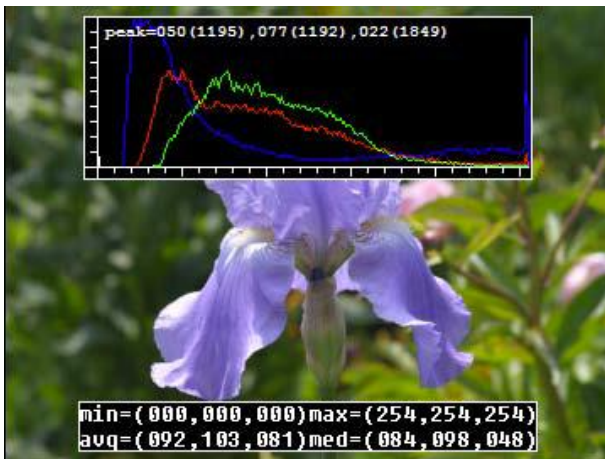 peak=050(1195),077(1192),022(1849)
min=(000,000,000)max=(254,254,254)
avg=(092,103,081)med=(084,098,048)